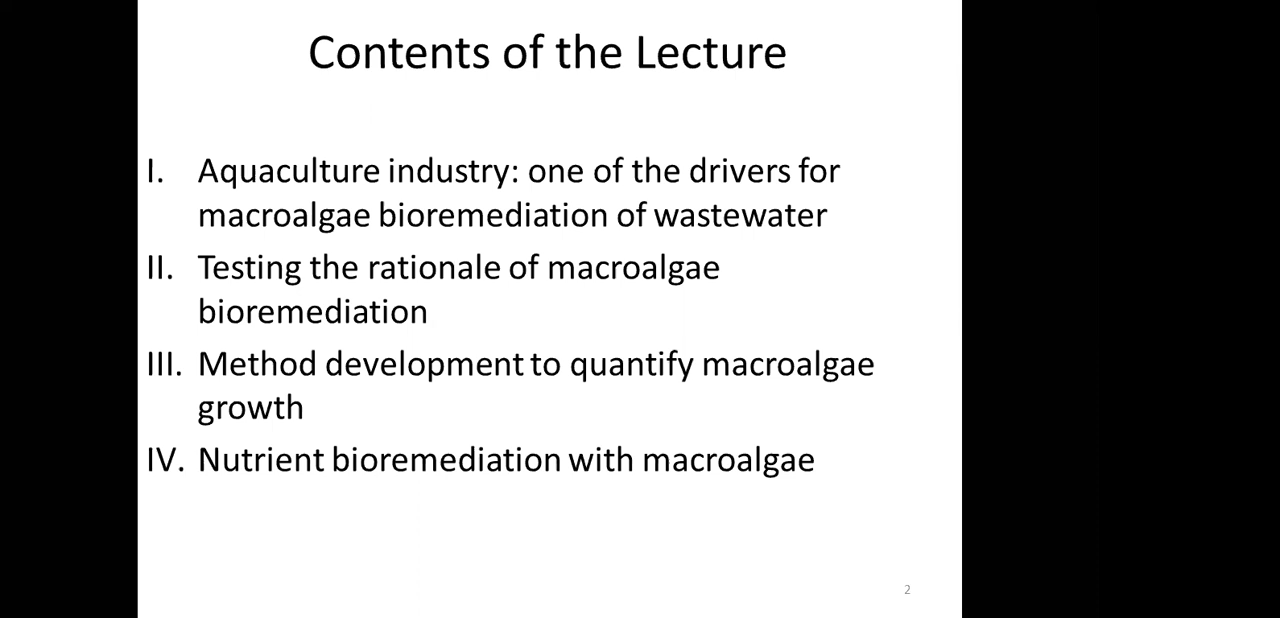 Contents of the Lecture
I. Aquaculture industry: one of the drivers for
macroalgae bioremediation of wastewater
II. Testing the rationale of macroalgae
bioremediation
III. Method development to quantify macroalgae
growth
IV. Nutrient bioremediation with macroalgae
2